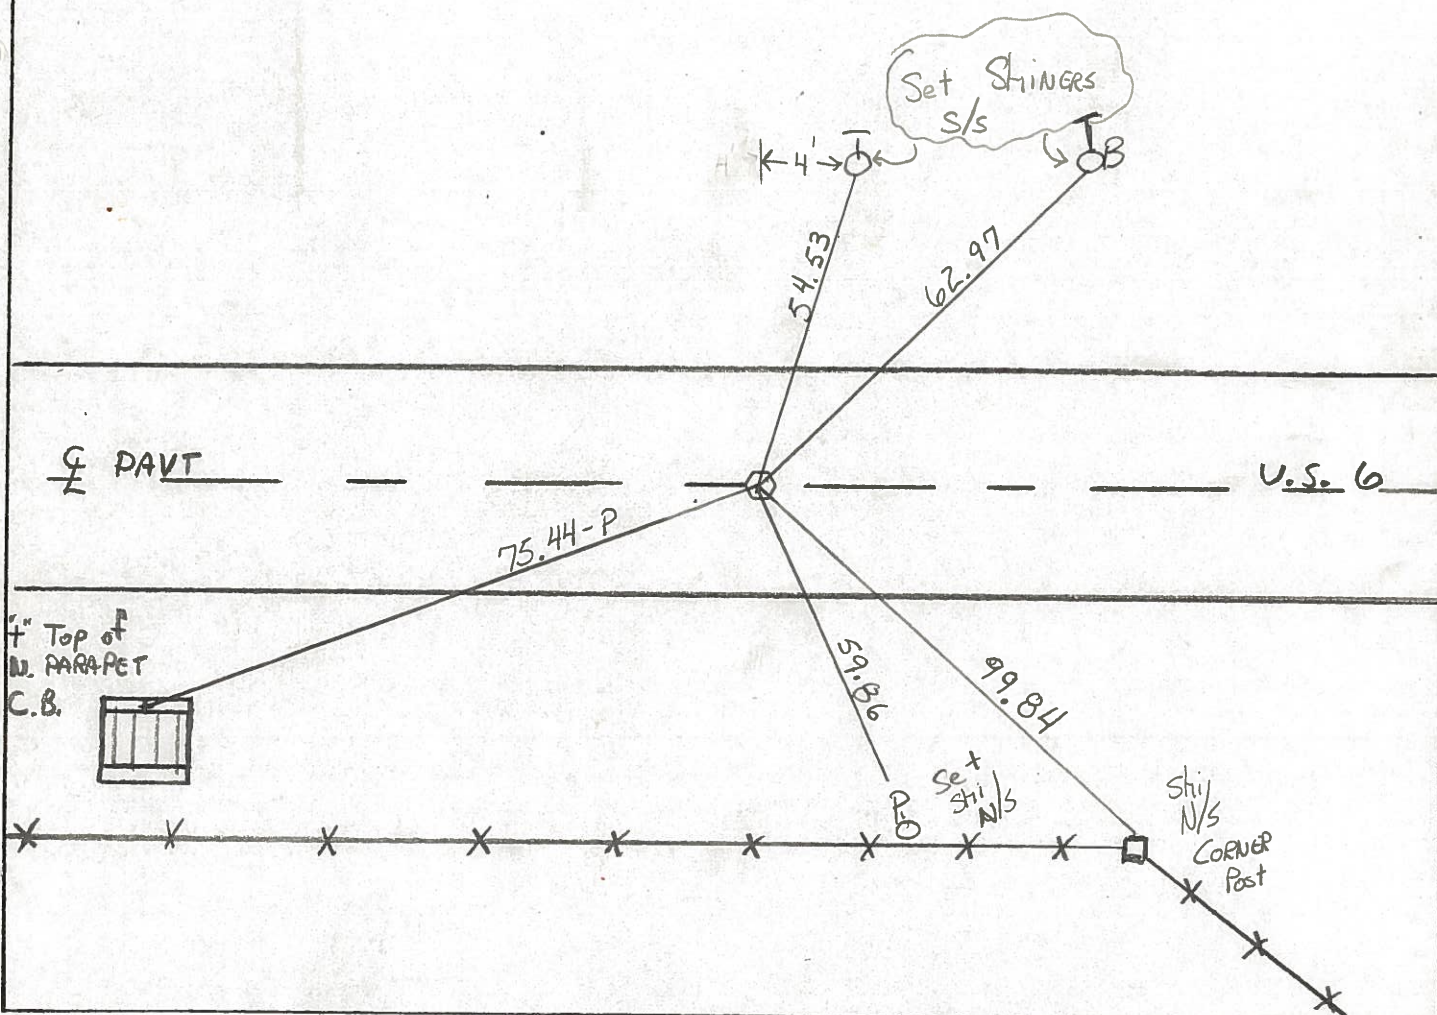 Set SHINERS
S/S
4'
B
54.53
62.97
℄ PAVT
U.S. 6
75.44-P
"+" Top of
N. PARAPET
C.B.
59.86
99.84
Set
Shi
N/S
P.
Shi
N/S
CORNER
Post